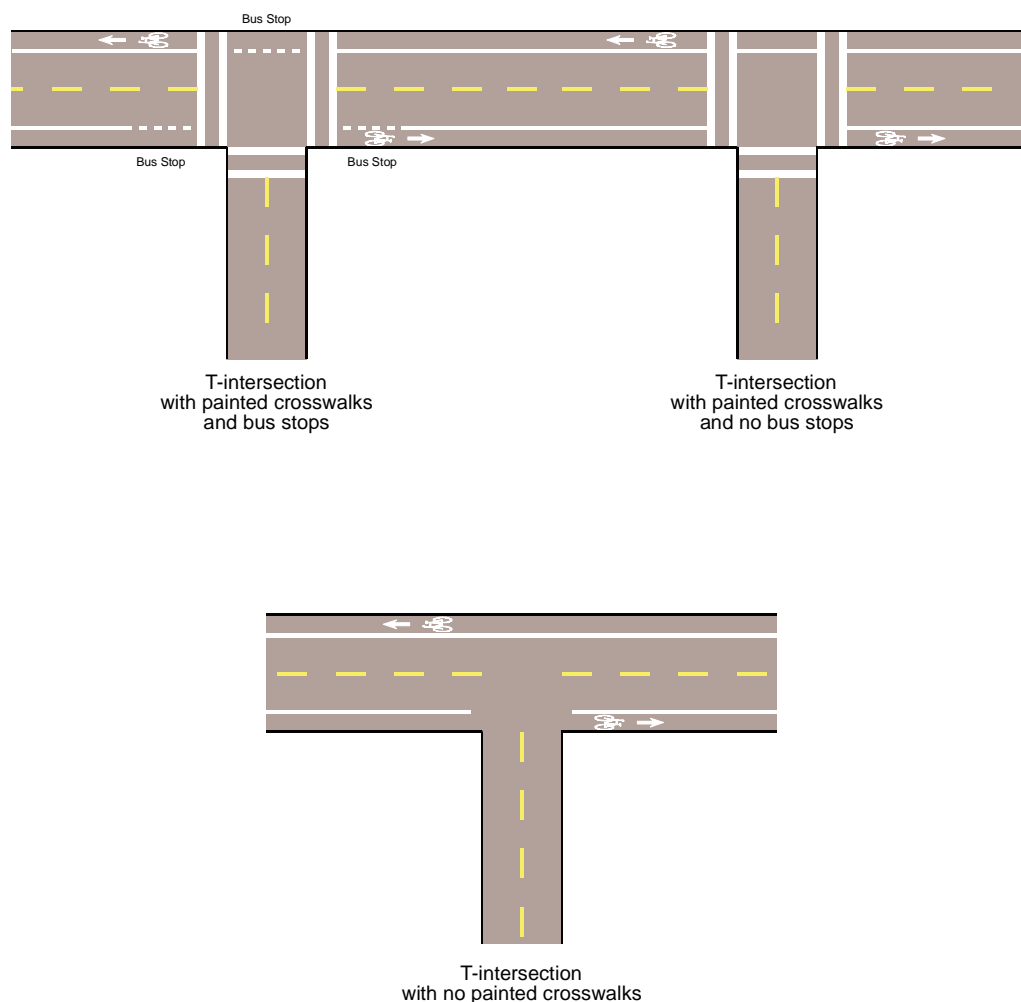 Bus Stop
Bus Stop
Bus Stop
T-intersection
with painted crosswalks
and bus stops
T-intersection
with painted crosswalks
and no bus stops
T-intersection
with no painted crosswalks